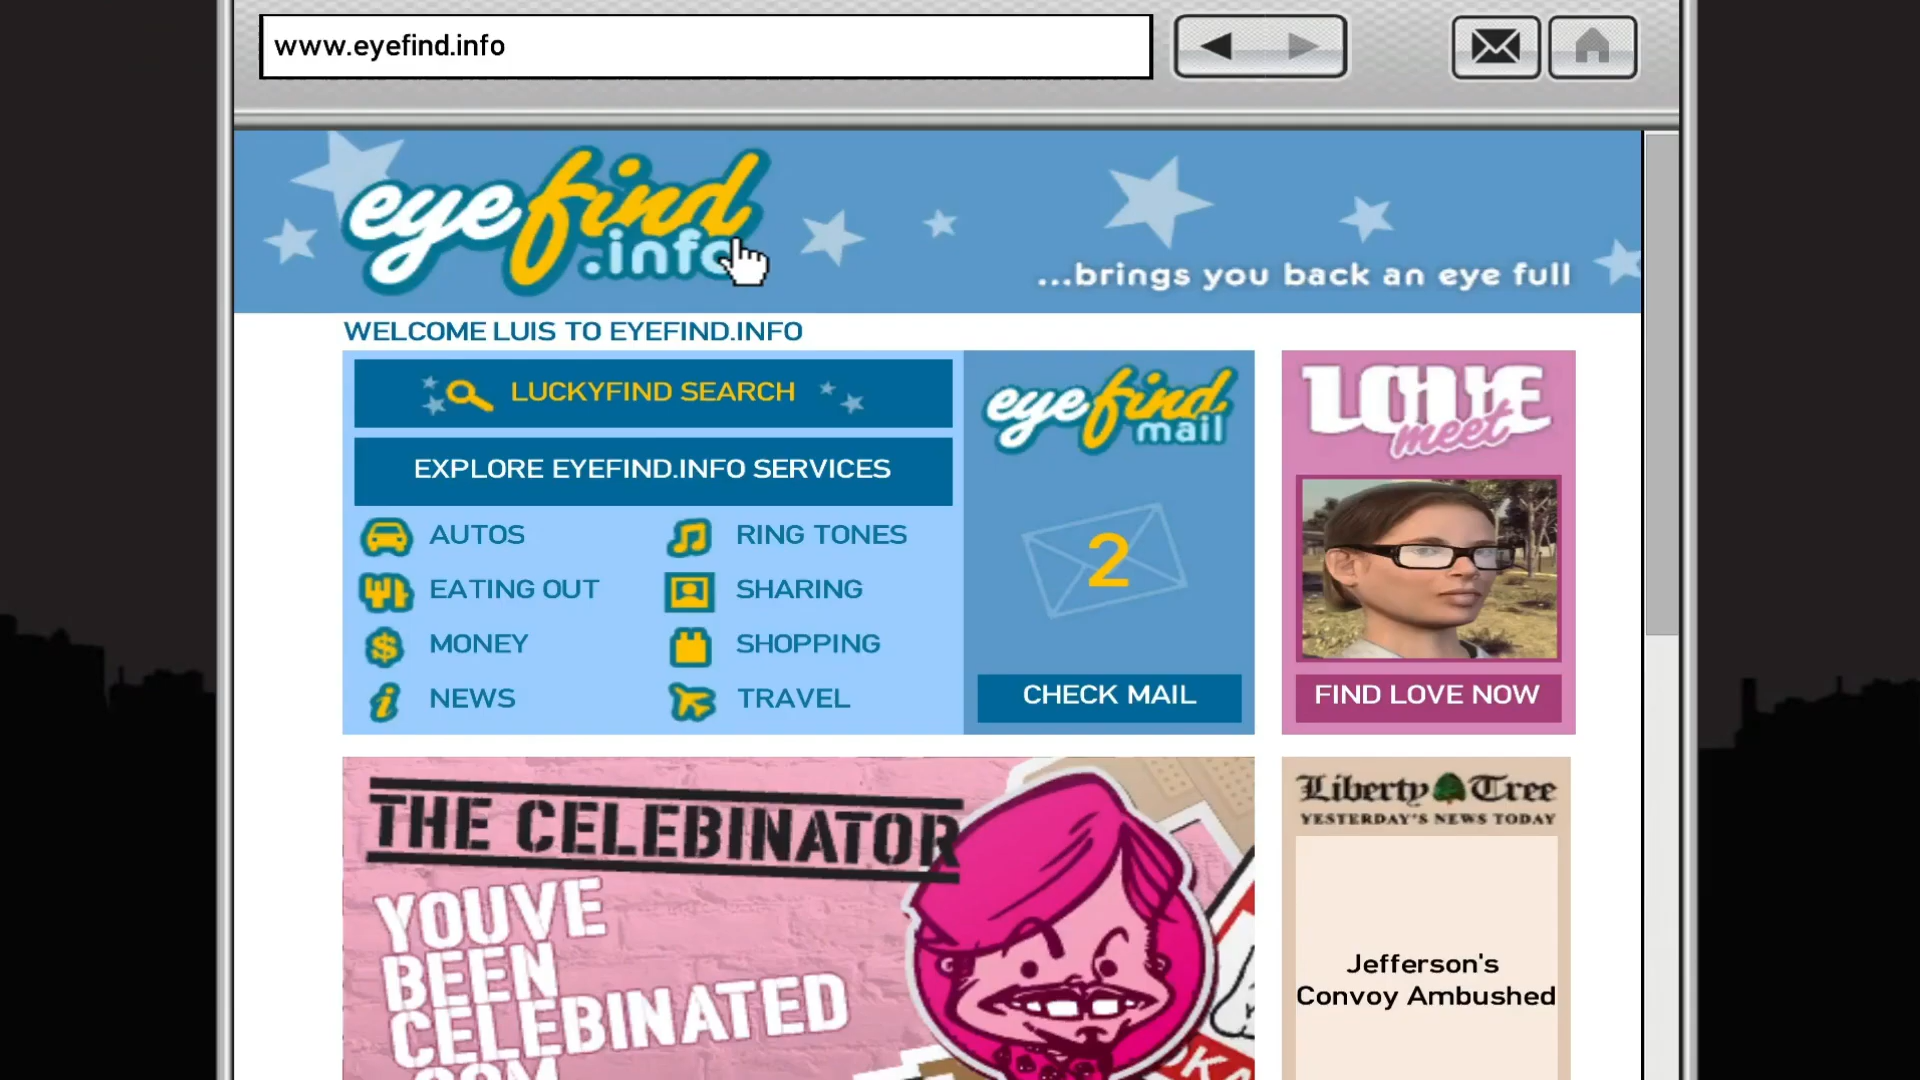 www.eyefind.info
eyefind
.info
...brings you back an eye full
WELCOME LUIS TO EYEFIND.INFO
LUCKYFIND SEARCH
EXPLORE EYEFIND.INFO SERVICES
AUTOS
RING TONES
EATING OUT
SHARING
MONEY
SHOPPING
NEWS
TRAVEL
eyefind
mail
2
CHECK MAIL
LOVE
meet
FIND LOVE NOW
THE CELEBINATOR
YOUVE
BEEN
CELEBINATED
.COM
Liberty Tree
YESTERDAY'S NEWS TODAY
Jefferson's
Convoy Ambushed